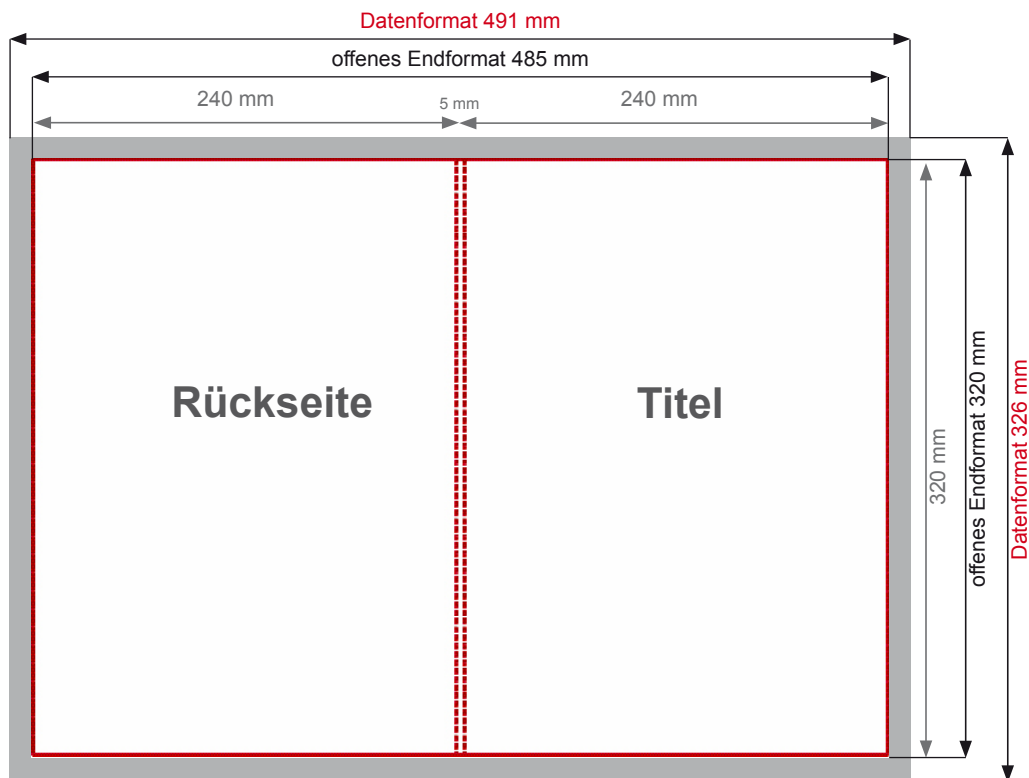 Datenformat 491 mm
offenes Endformat 485 mm
240 mm
5 mm
240 mm
Rückseite
Titel
320 mm
offenes Endformat 320 mm
Datenformat 326 mm